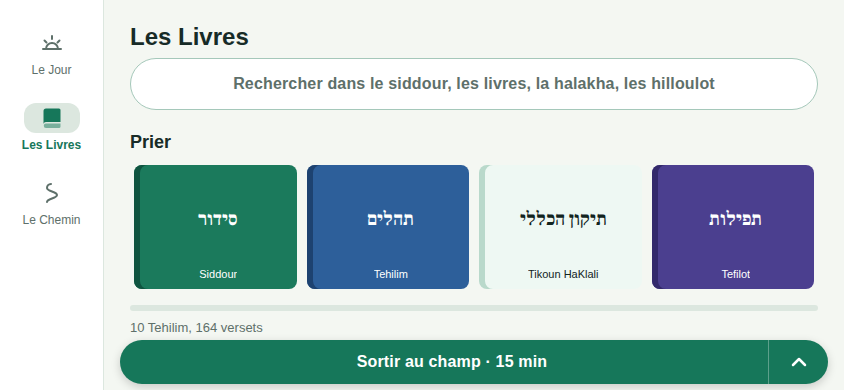 Les Livres
Rechercher dans le siddour, les livres, la halakha, les hilloulot
Le Jour
Les Livres
Le Chemin
Prier
סידור
Siddour
תהלים
Tehilim
תיקון הכללי
Tikoun HaKlali
תפילות
Tefilot
10 Tehilim, 164 versets
Sortir au champ · 15 min